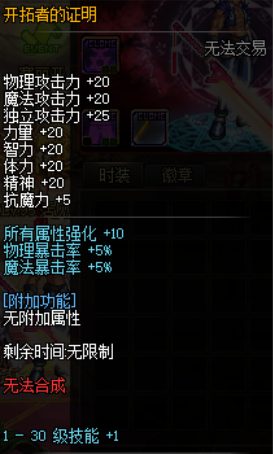 开拓者的证明
EVENT
CLONE
无法交易
物理攻击力 +20
魔法攻击力 +20
独立攻击力 +25
力量 +20
智力 +20
体力 +20
精神 +20
抗魔力 +5
时装
徽章
所有属性强化 +10
物理暴击率 +5%
魔法暴击率 +5%
[附加功能]
无附加属性
剩余时间:无限制
无法合成
1 - 30 级技能 +1